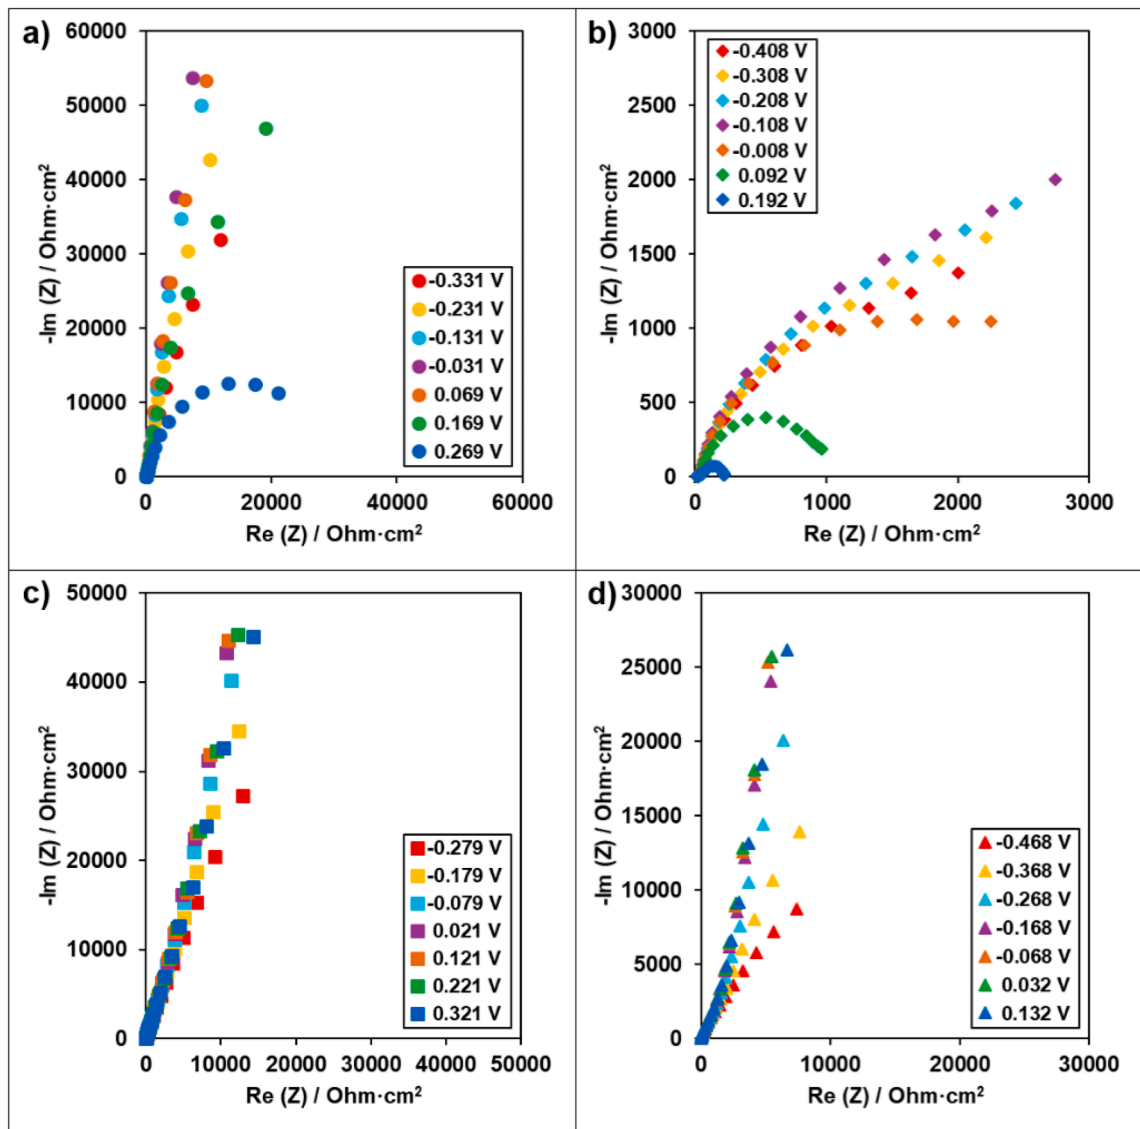 a)
60000
50000
40000
30000
20000
10000
0
-Im (Z) / Ohm·cm²
-0.331 V
-0.231 V
-0.131 V
-0.031 V
0.069 V
0.169 V
0.269 V
0 20000 40000 60000
Re (Z) / Ohm·cm²
b)
3000
2500
2000
1500
1000
500
0
-Im (Z) / Ohm·cm²
-0.408 V
-0.308 V
-0.208 V
-0.108 V
-0.008 V
0.092 V
0.192 V
0 1000 2000 3000
Re (Z) / Ohm·cm²
c)
50000
40000
30000
20000
10000
0
-Im (Z) / Ohm·cm²
-0.279 V
-0.179 V
-0.079 V
0.021 V
0.121 V
0.221 V
0.321 V
0 10000 20000 30000 40000 50000
Re (Z) / Ohm·cm²
d)
30000
25000
20000
15000
10000
5000
0
-Im (Z) / Ohm·cm²
-0.468 V
-0.368 V
-0.268 V
-0.168 V
-0.068 V
0.032 V
0.132 V
0 10000 20000 30000
Re (Z) / Ohm·cm²